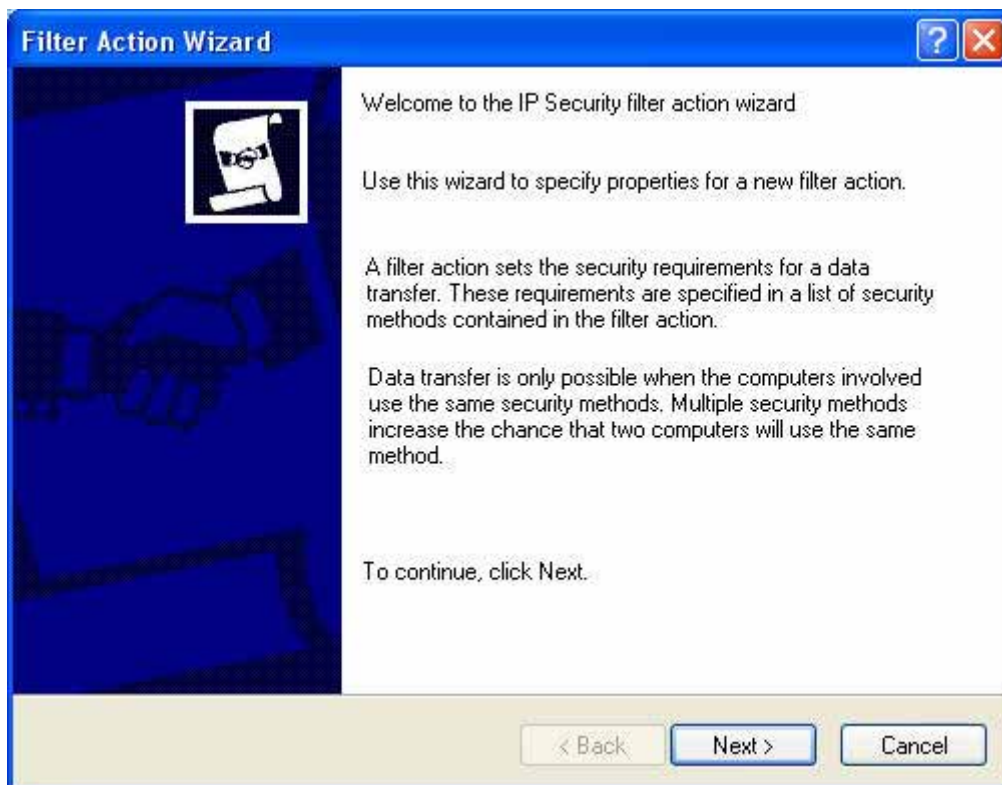 Filter Action Wizard
Welcome to the IP Security filter action wizard
Use this wizard to specify properties for a new filter action.
A filter action sets the security requirements for a data
transfer. These requirements are specified in a list of security
methods contained in the filter action.
Data transfer is only possible when the computers involved
use the same security methods. Multiple security methods
increase the chance that two computers will use the same
method.
To continue, click Next.
< Back
Next >
Cancel